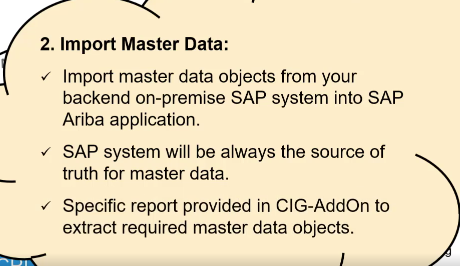 2. Import Master Data:
✓ Import master data objects from your
backend on-premise SAP system into SAP
Ariba application.
✓ SAP system will be always the source of
truth for master data.
✓ Specific report provided in CIG-AddOn to
extract required master data objects.